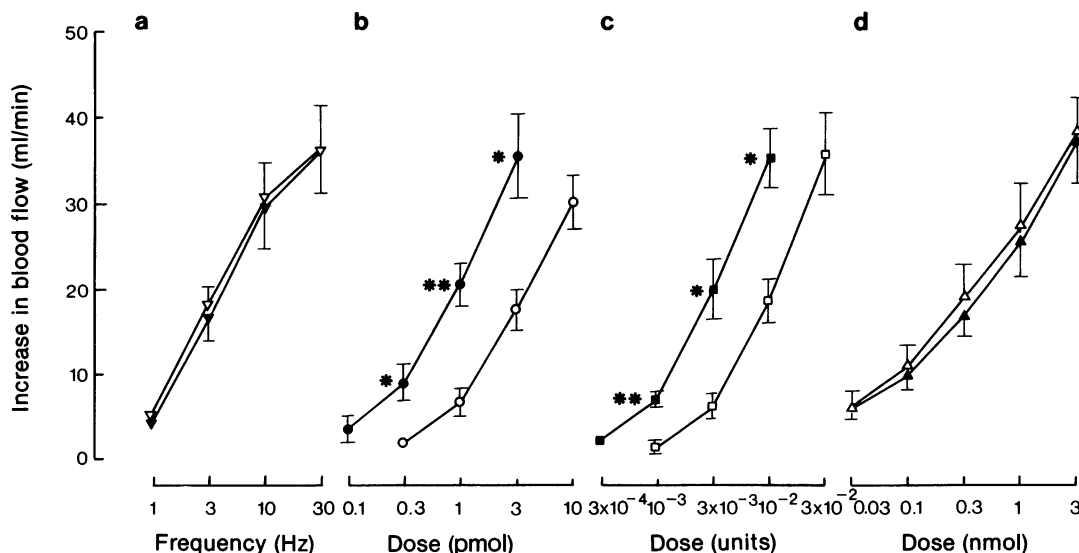 a b c d
Increase in blood flow (ml/min)
50
40
30
20
10
0
1 3 10 30 0.1 0.3 1 3 10 3x10⁻⁴ 10⁻³ 3x10⁻³ 10⁻² 3x10⁻² 0.03 0.1 0.3 1 3
Frequency (Hz) Dose (pmol) Dose (units) Dose (nmol)